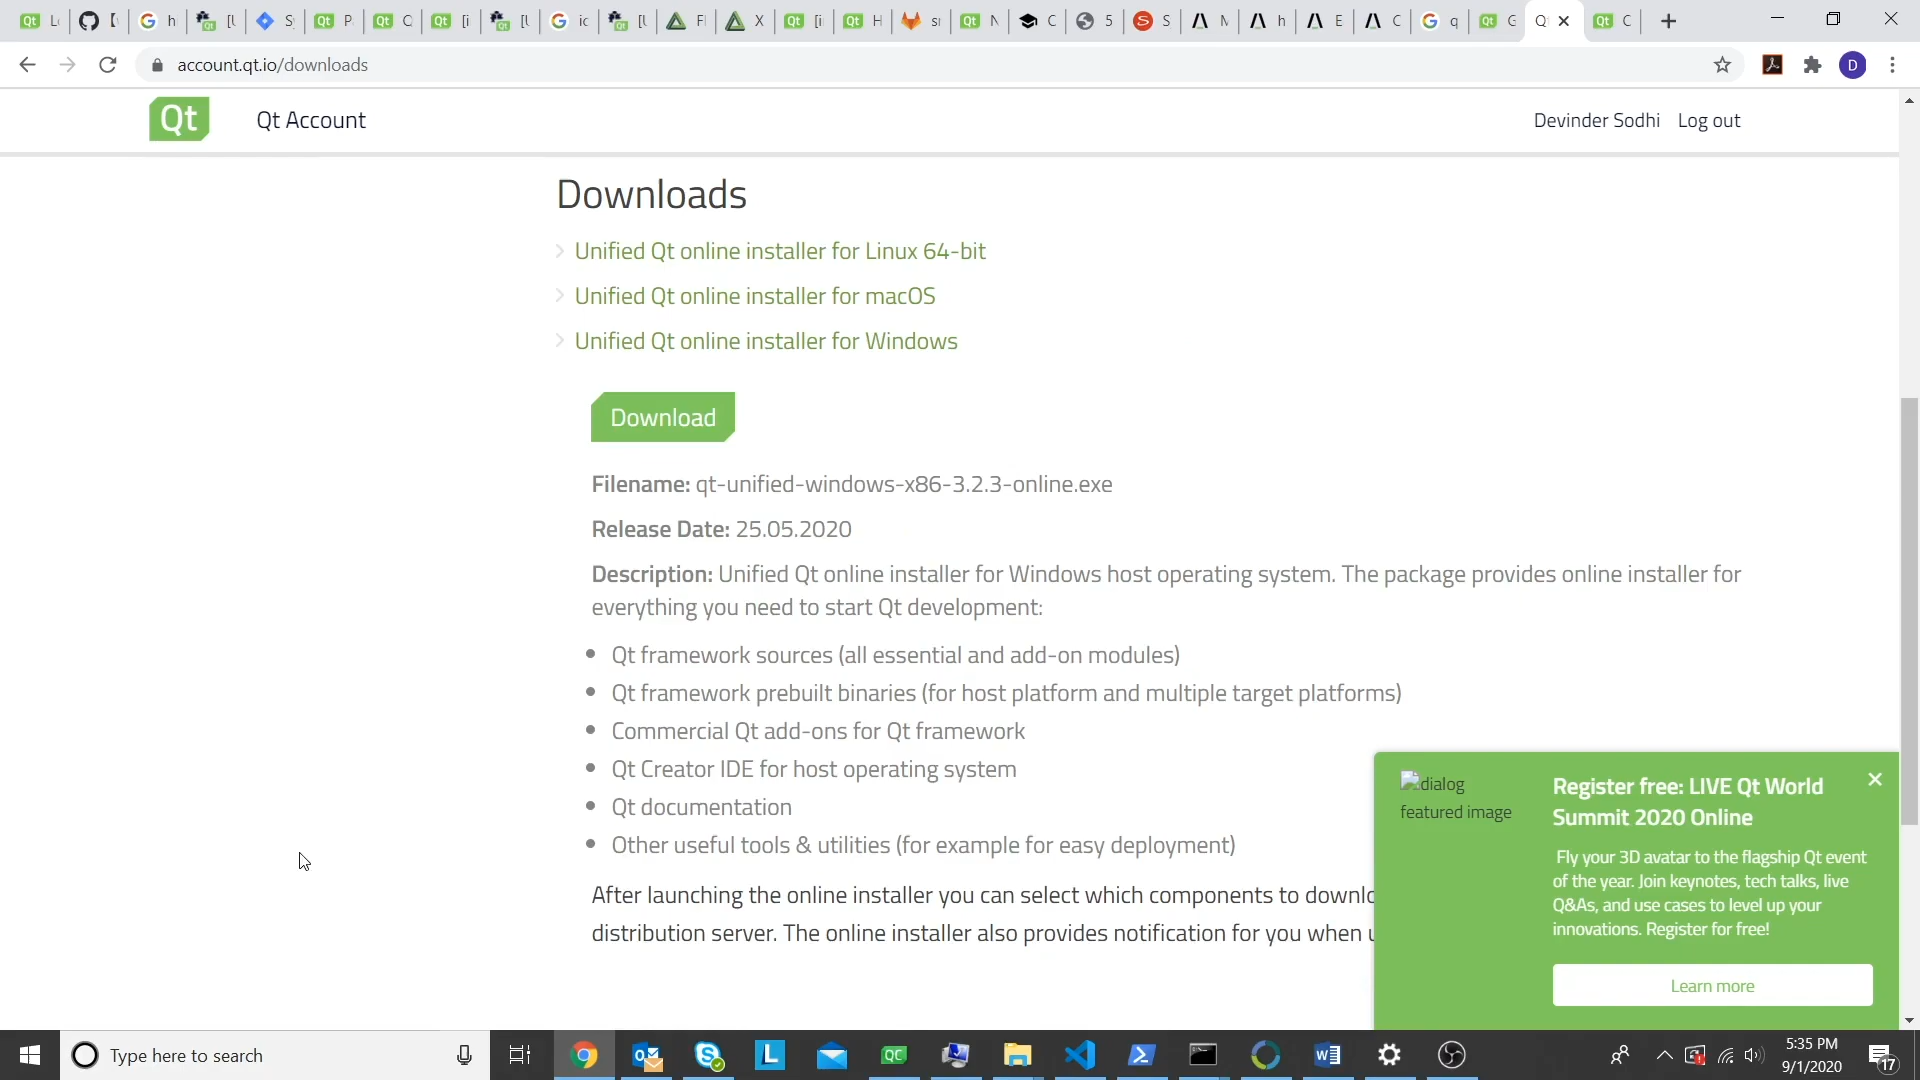 account.qt.io/downloads
D
Qt
Qt Account
Devinder Sodhi
Log out
Downloads
Unified Qt online installer for Linux 64-bit
Unified Qt online installer for macOS
Unified Qt online installer for Windows
Download
Filename: qt-unified-windows-x86-3.2.3-online.exe
Release Date: 25.05.2020
Description: Unified Qt online installer for Windows host operating system. The package provides online installer for
everything you need to start Qt development:
Qt framework sources (all essential and add-on modules)
Qt framework prebuilt binaries (for host platform and multiple target platforms)
Commercial Qt add-ons for Qt framework
Qt Creator IDE for host operating system
Qt documentation
Other useful tools & utilities (for example for easy deployment)
After launching the online installer you can select which components to downlo
distribution server. The online installer also provides notification for you when
dialog
featured image
Register free: LIVE Qt World
Summit 2020 Online
Fly your 3D avatar to the flagship Qt event
of the year. Join keynotes, tech talks, live
Q&As, and use cases to level up your
innovations. Register for free!
Learn more
Type here to search
5:35 PM
9/1/2020
17